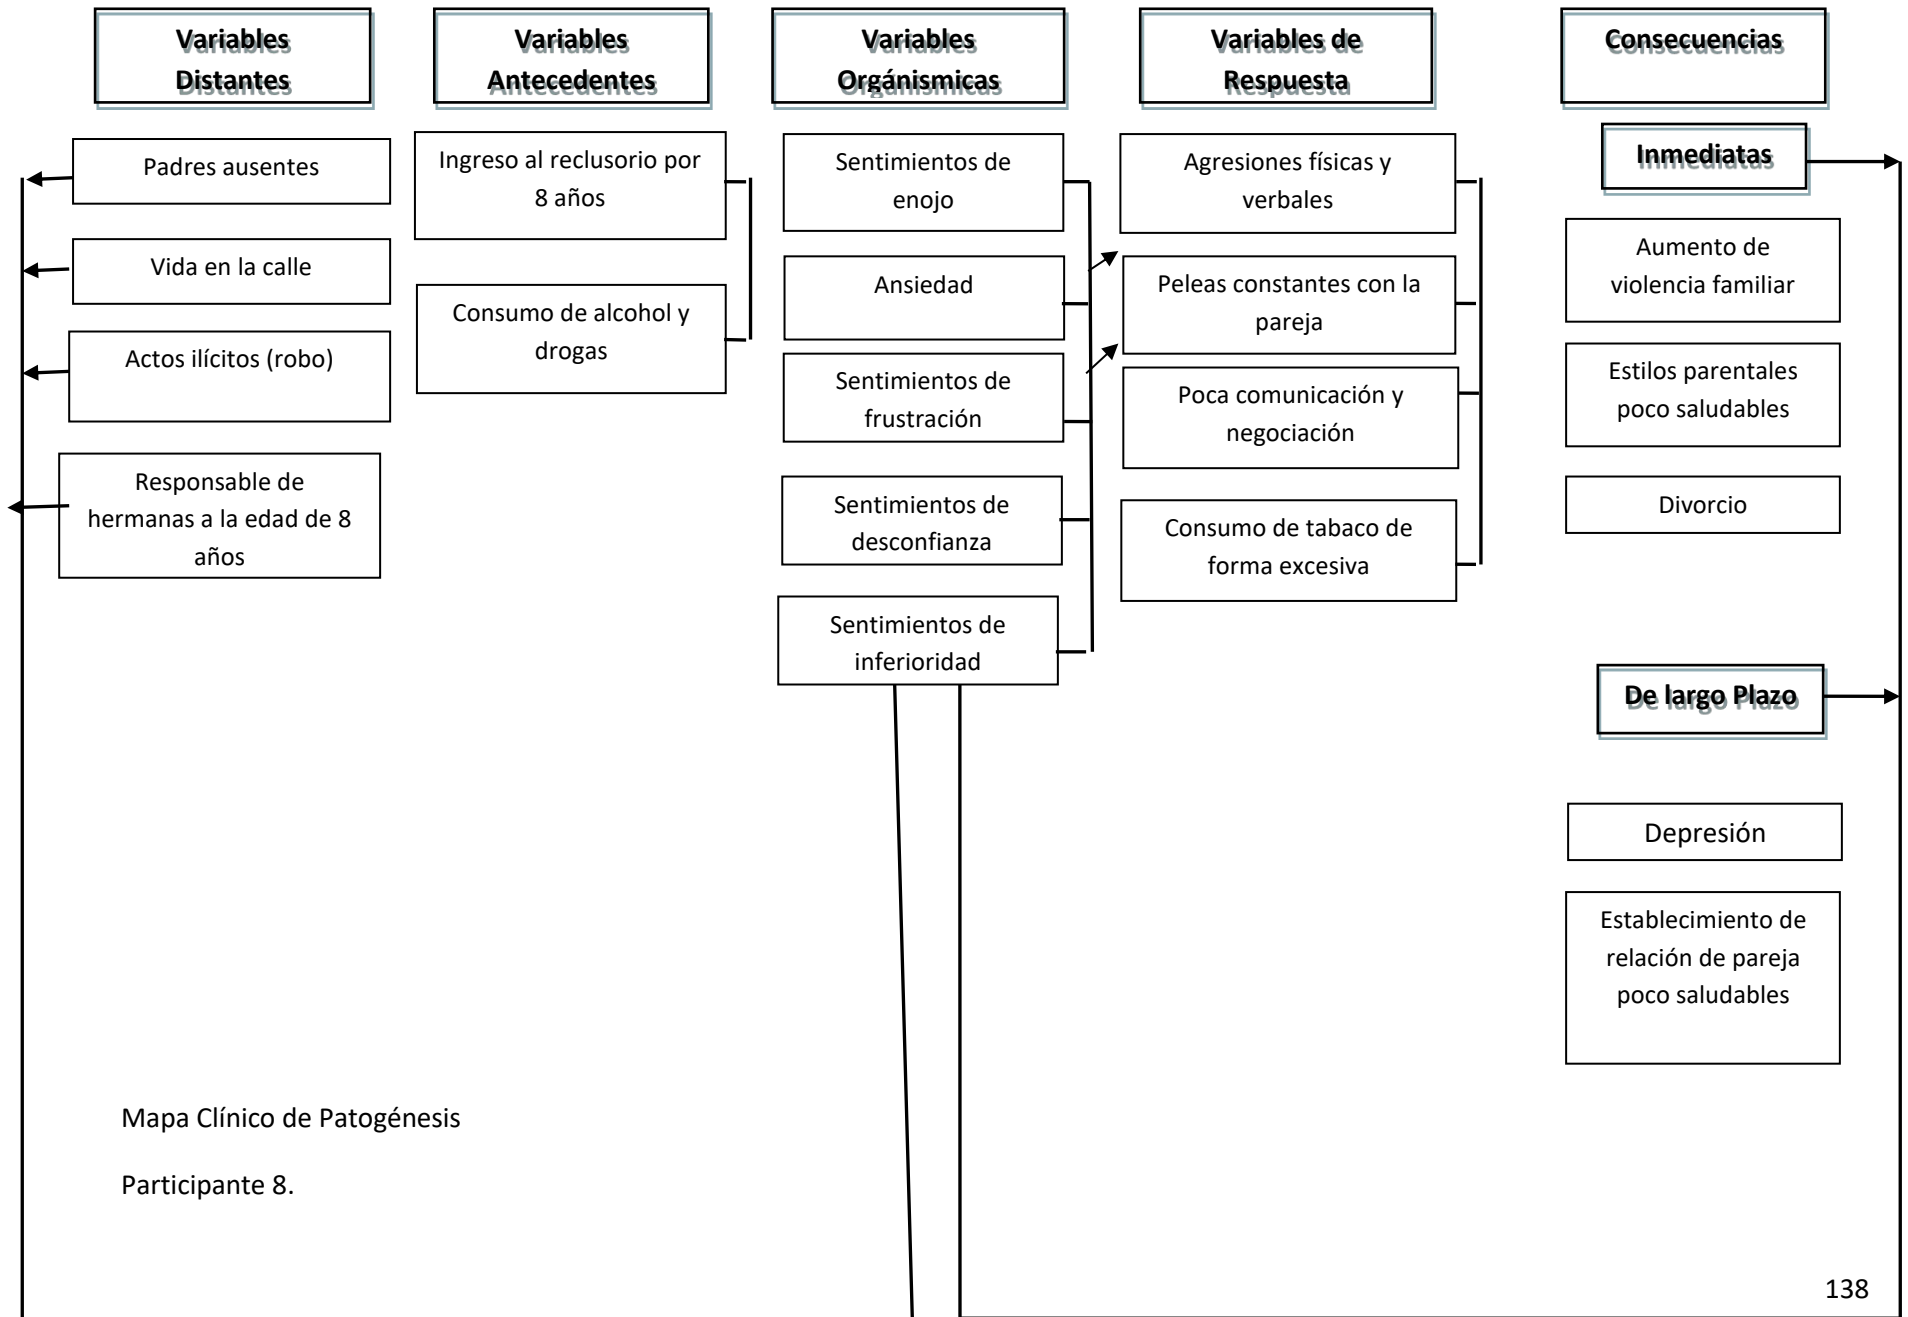 Variables
Distantes
Padres ausentes
Vida en la calle
Actos ilícitos (robo)
Responsable de
hermanas a la edad de 8
años
Variables
Antecedentes
Ingreso al reclusorio por
8 años
Consumo de alcohol y
drogas
Variables
Orgánismicas
Sentimientos de
enojo
Ansiedad
Sentimientos de
frustración
Sentimientos de
desconfianza
Sentimientos de
inferioridad
Variables de
Respuesta
Agresiones físicas y
verbales
Peleas constantes con la
pareja
Poca comunicación y
negociación
Consumo de tabaco de
forma excesiva
Consecuencias
Inmediatas
Aumento de
violencia familiar
Estilos parentales
poco saludables
Divorcio
De largo Plazo
Depresión
Establecimiento de
relación de pareja
poco saludables
Mapa Clínico de Patogénesis
Participante 8.
138